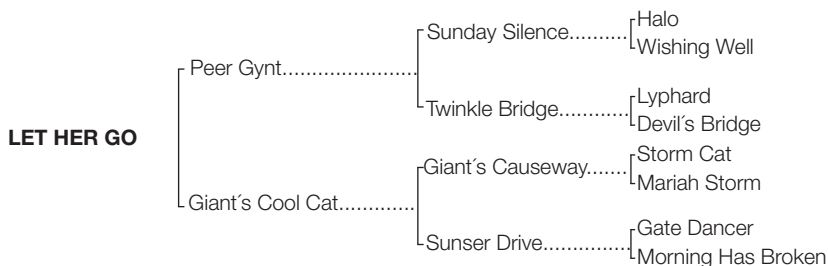 Halo
Sunday Silence..........
Wishing Well
Peer Gynt.......................
Lyphard
Twinkle Bridge............
Devil´s Bridge
LET HER GO
Storm Cat
Giant´s Causeway.......
Mariah Storm
Giant´s Cool Cat.............
Gate Dancer
Sunser Drive...............
Morning Has Broken